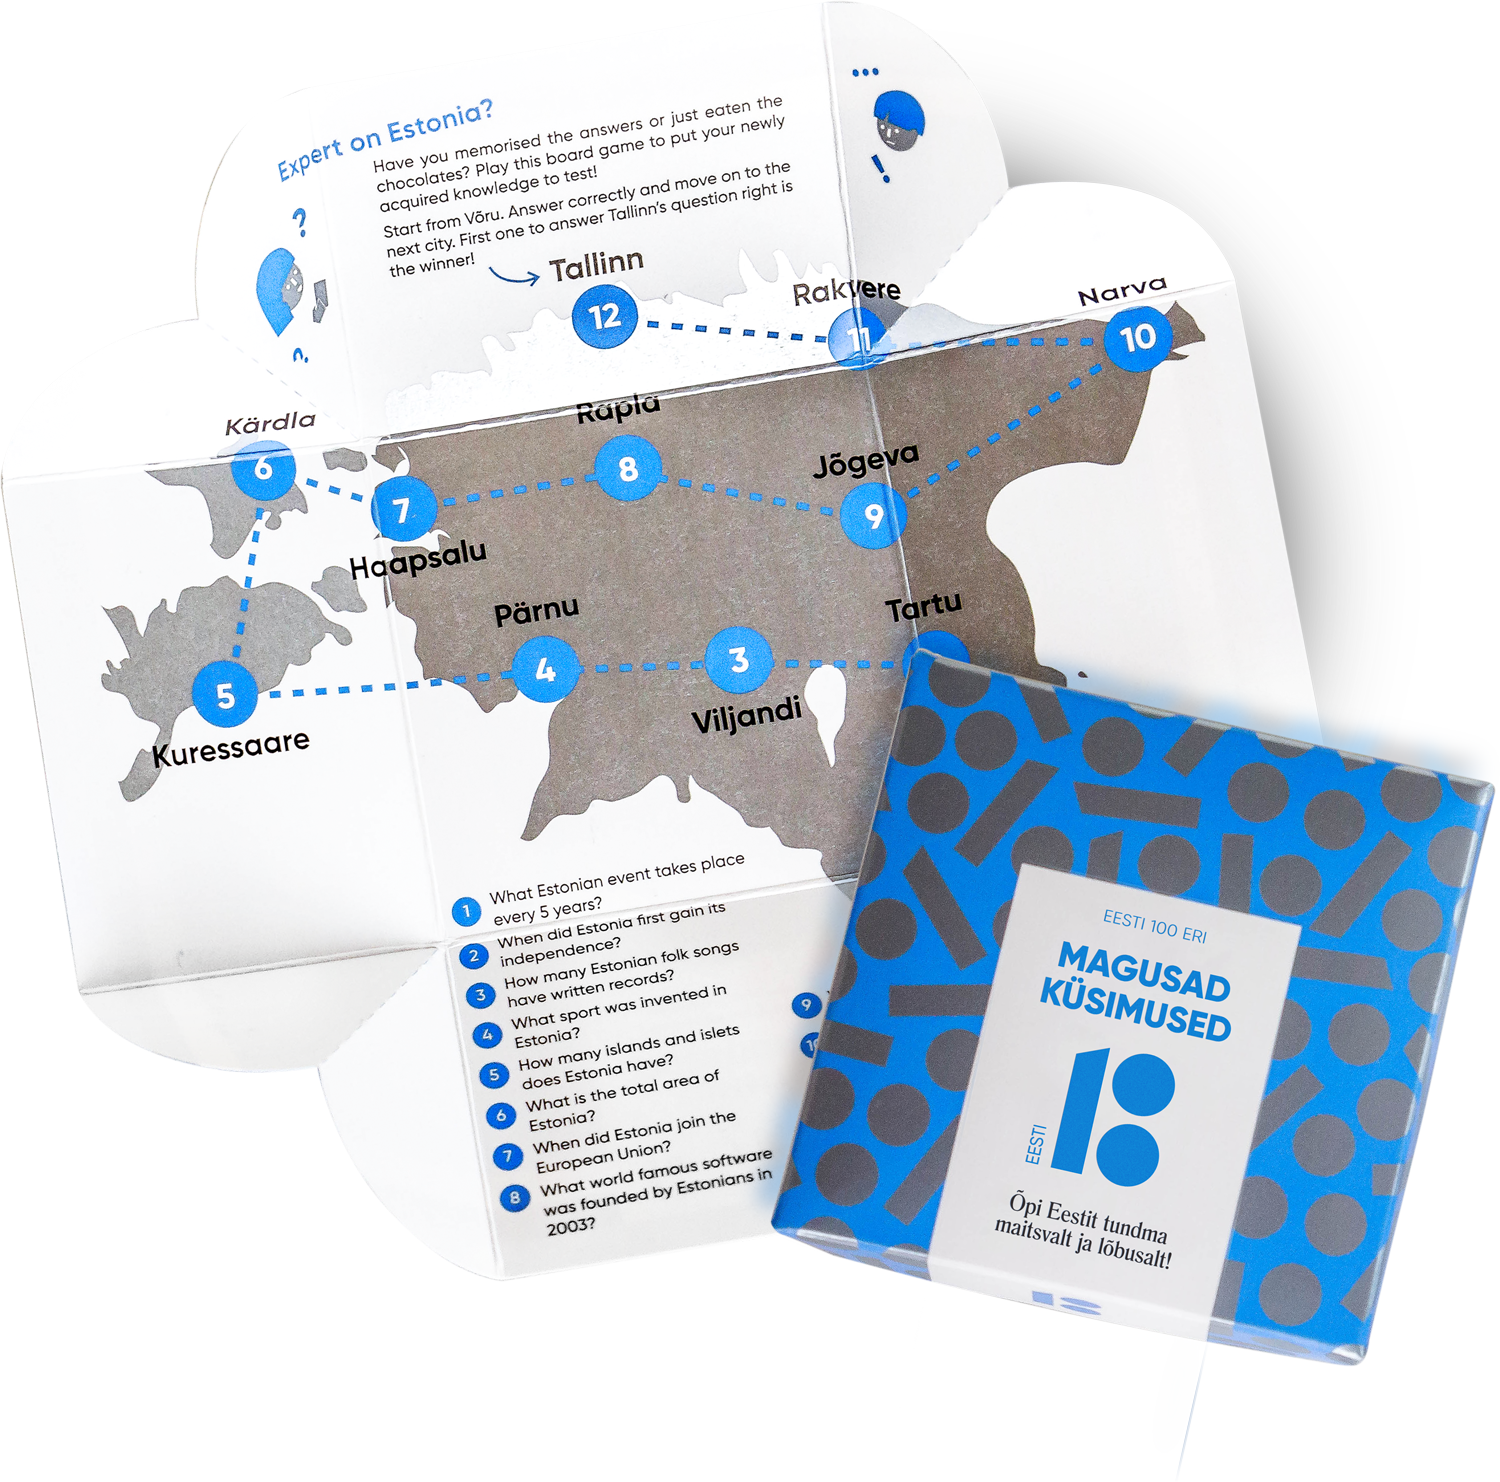 Expert on Estonia?
Have you memorised the answers or just eaten the
chocolates? Play this board game to put your newly
acquired knowledge to test!
Start from Võru. Answer correctly and move on to the
next city. First one to answer Tallinn's question right is
the winner!
Tallinn
12
Rakvere
11
Narva
10
Kärdla
6
Rapla
8
Jõgeva
9
7
Haapsalu
Pärnu
4
3
Viljandi
Tartu
5
Kuressaare
1 What Estonian event takes place
every 5 years?
2 When did Estonia first gain its
independence?
3 How many Estonian folk songs
have written records?
4 What sport was invented in
Estonia?
5 How many islands and islets
does Estonia have?
6 What is the total area of
Estonia?
7 When did Estonia join the
European Union?
8 What world famous software
was founded by Estonians in
2003?
9
10
EESTI 100 ERI
MAGUSAD
KÜSIMUSED
EESTI
Õpi Eestit tundma
maitsvalt ja lõbusalt!